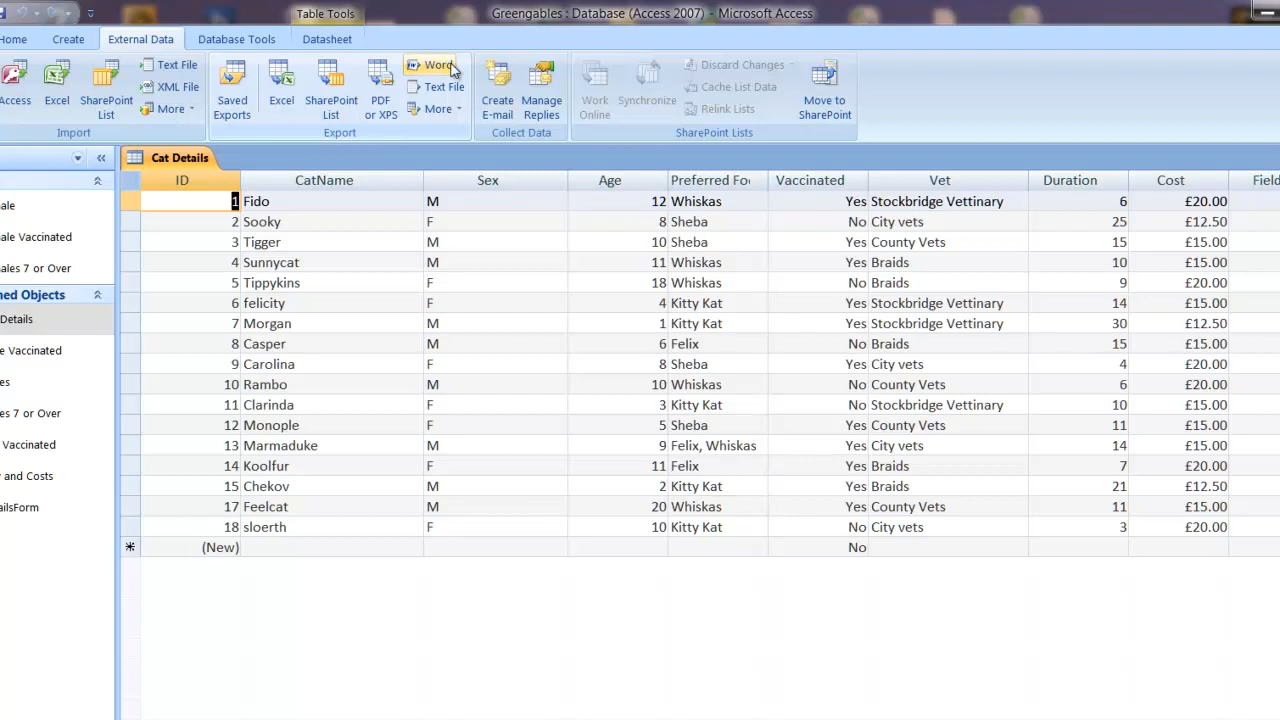 Table Tools Greengables : Database (Access 2007) - Microsoft Access
Home Create External Data Database Tools Datasheet
Access Excel SharePoint List Text File XML File More Import
Saved Exports Excel SharePoint List PDF or XPS Word Text File More Export
Create E-mail Manage Replies Collect Data
Work Online Synchronize Discard Changes Cache List Data Relink Lists Move to SharePoint SharePoint Lists
ale
ale Vaccinated
ales 7 or Over
ned Objects
Details
e Vaccinated
es
es 7 or Over
Vaccinated
y and Costs
ailsForm
Cat Details
ID CatName Sex Age Preferred Foo Vaccinated Vet Duration Cost Field
1 Fido M 12 Whiskas Yes Stockbridge Vettinary 6 £20.00
2 Sooky F 8 Sheba No City vets 25 £12.50
3 Tigger M 10 Sheba Yes County Vets 15 £15.00
4 Sunnycat M 11 Whiskas Yes Braids 10 £15.00
5 Tippykins F 18 Whiskas No Braids 9 £20.00
6 felicity F 4 Kitty Kat Yes Stockbridge Vettinary 14 £15.00
7 Morgan M 1 Kitty Kat Yes Stockbridge Vettinary 30 £12.50
8 Casper M 6 Felix No Braids 15 £15.00
9 Carolina F 8 Sheba Yes City vets 4 £20.00
10 Rambo M 10 Whiskas No County Vets 6 £20.00
11 Clarinda F 3 Kitty Kat No Stockbridge Vettinary 10 £15.00
12 Monople F 5 Sheba Yes County Vets 11 £15.00
13 Marmaduke M 9 Felix, Whiskas Yes City vets 14 £15.00
14 Koolfur F 11 Felix Yes Braids 7 £20.00
15 Chekov M 2 Kitty Kat Yes Braids 21 £12.50
17 Feelcat M 20 Whiskas Yes County Vets 11 £15.00
18 sloerth F 10 Kitty Kat No City vets 3 £20.00
(New) No